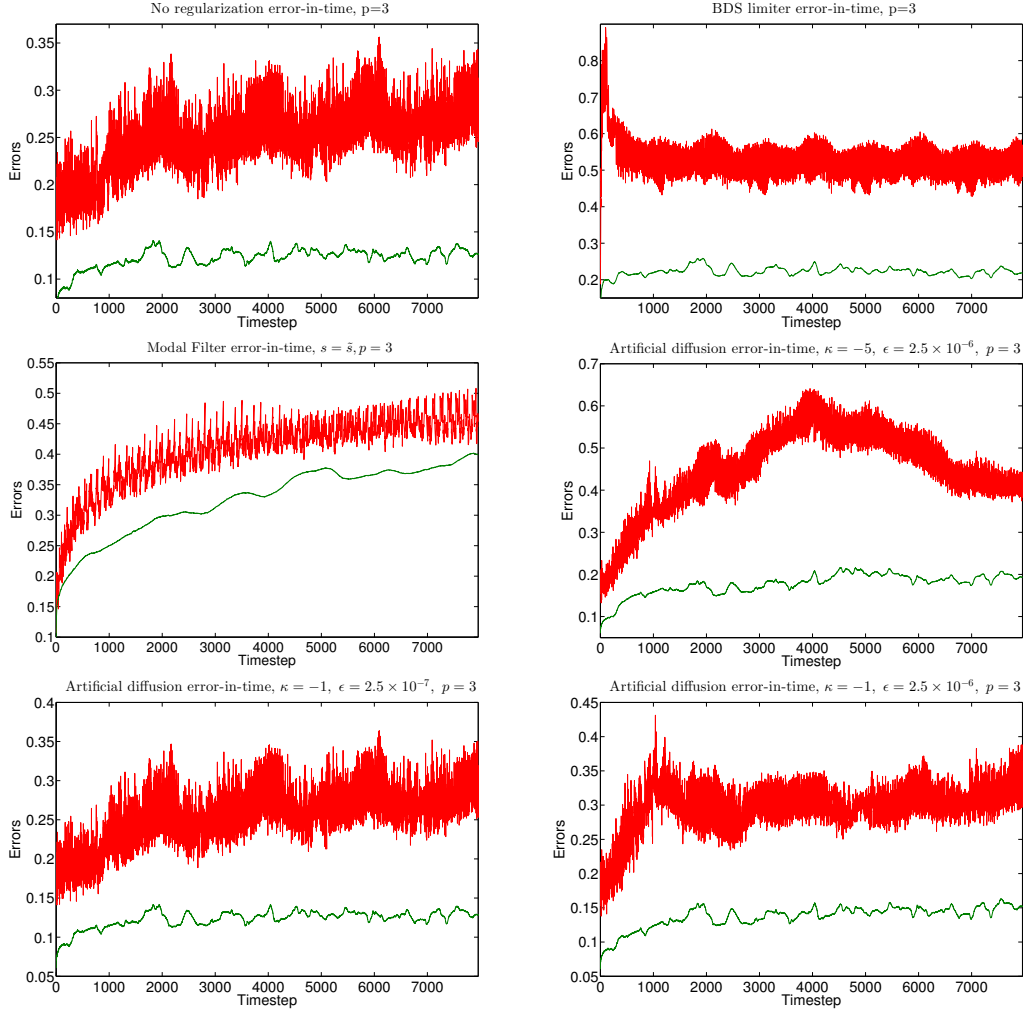 No regularization error-in-time, p=3
Errors
0.35
0.3
0.25
0.2
0.15
0.1
0 1000 2000 3000 4000 5000 6000 7000
Timestep
BDS limiter error-in-time, p=3
Errors
0.8
0.7
0.6
0.5
0.4
0.3
0.2
0 1000 2000 3000 4000 5000 6000 7000
Timestep
Modal Filter error-in-time, s = s̃, p = 3
Errors
0.55
0.5
0.45
0.4
0.35
0.3
0.25
0.2
0.15
0.1
0 1000 2000 3000 4000 5000 6000 7000
Timestep
Artificial diffusion error-in-time, κ = −5, ϵ = 2.5 × 10⁻⁶, p = 3
Errors
0.7
0.6
0.5
0.4
0.3
0.2
0.1
0 1000 2000 3000 4000 5000 6000 7000
Timestep
Artificial diffusion error-in-time, κ = −1, ϵ = 2.5 × 10⁻⁷, p = 3
Errors
0.4
0.35
0.3
0.25
0.2
0.15
0.1
0.05
0 1000 2000 3000 4000 5000 6000 7000
Timestep
Artificial diffusion error-in-time, κ = −1, ϵ = 2.5 × 10⁻⁶, p = 3
Errors
0.45
0.4
0.35
0.3
0.25
0.2
0.15
0.1
0.05
0 1000 2000 3000 4000 5000 6000 7000
Timestep